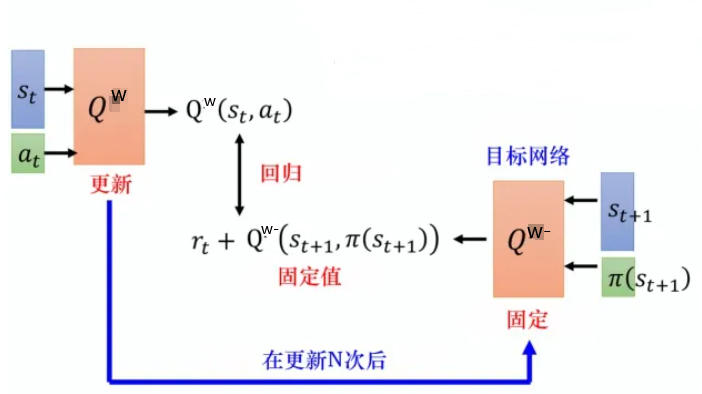 s_t
a_t
Q^W
更新
Q^W(s_t, a_t)
回归
r_t + Q^{W-}(s_{t+1}, π(s_{t+1}))
固定值
目标网络
Q^{W-}
s_{t+1}
π(s_{t+1})
固定
在更新N次后